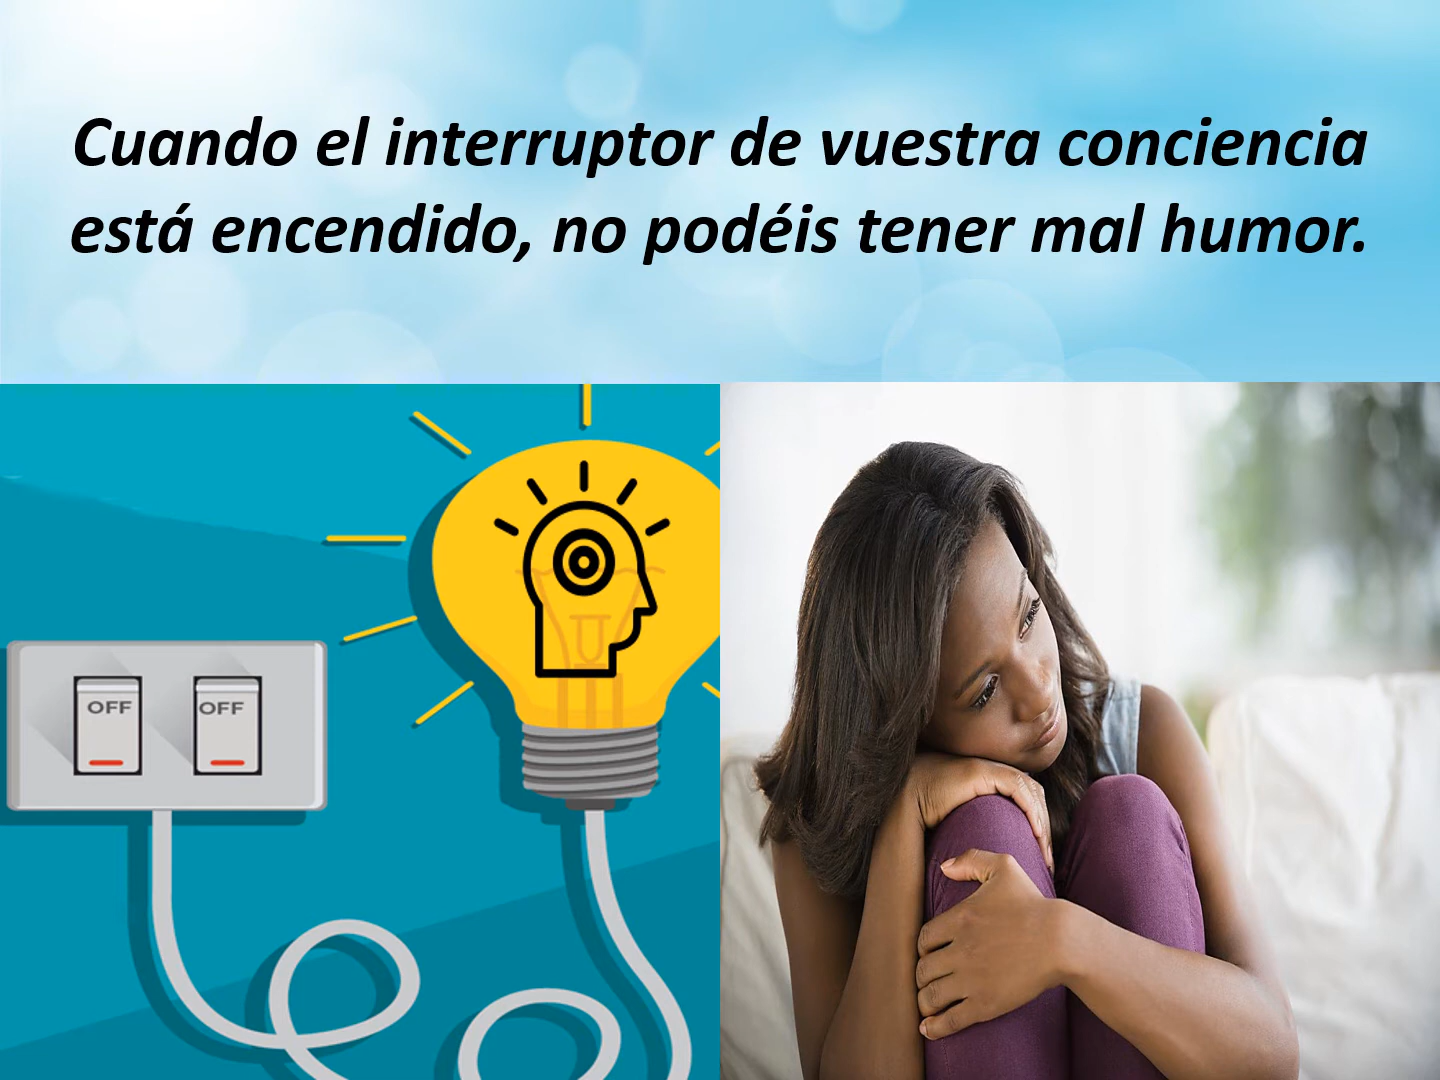 Cuando el interruptor de vuestra conciencia
está encendido, no podéis tener mal humor.
OFF OFF